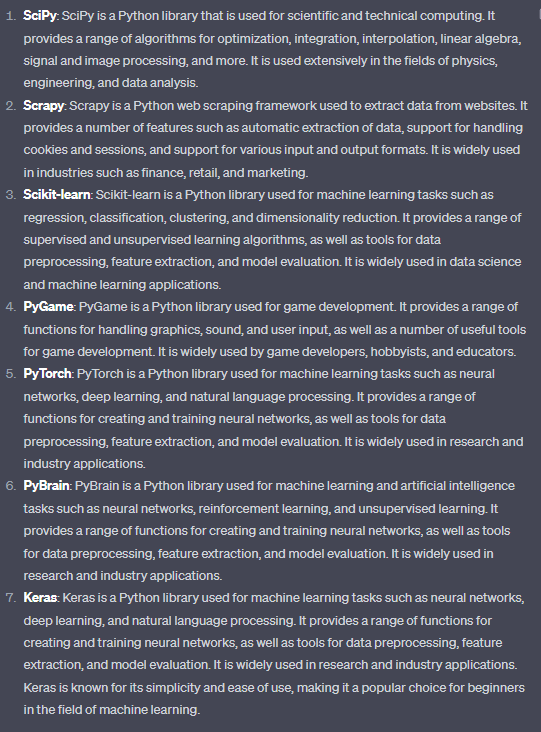 1. SciPy: SciPy is a Python library that is used for scientific and technical computing. It
provides a range of algorithms for optimization, integration, interpolation, linear algebra,
signal and image processing, and more. It is used extensively in the fields of physics,
engineering, and data analysis.
2. Scrapy: Scrapy is a Python web scraping framework used to extract data from websites. It
provides a number of features such as automatic extraction of data, support for handling
cookies and sessions, and support for various input and output formats. It is widely used
in industries such as finance, retail, and marketing.
3. Scikit-learn: Scikit-learn is a Python library used for machine learning tasks such as
regression, classification, clustering, and dimensionality reduction. It provides a range of
supervised and unsupervised learning algorithms, as well as tools for data
preprocessing, feature extraction, and model evaluation. It is widely used in data science
and machine learning applications.
4. PyGame: PyGame is a Python library used for game development. It provides a range of
functions for handling graphics, sound, and user input, as well as a number of useful tools
for game development. It is widely used by game developers, hobbyists, and educators.
5. PyTorch: PyTorch is a Python library used for machine learning tasks such as neural
networks, deep learning, and natural language processing. It provides a range of
functions for creating and training neural networks, as well as tools for data
preprocessing, feature extraction, and model evaluation. It is widely used in research and
industry applications.
6. PyBrain: PyBrain is a Python library used for machine learning and artificial intelligence
tasks such as neural networks, reinforcement learning, and unsupervised learning. It
provides a range of functions for creating and training neural networks, as well as tools
for data preprocessing, feature extraction, and model evaluation. It is widely used in
research and industry applications.
7. Keras: Keras is a Python library used for machine learning tasks such as neural networks,
deep learning, and natural language processing. It provides a range of functions for
creating and training neural networks, as well as tools for data preprocessing, feature
extraction, and model evaluation. It is widely used in research and industry applications.
Keras is known for its simplicity and ease of use, making it a popular choice for beginners
in the field of machine learning.